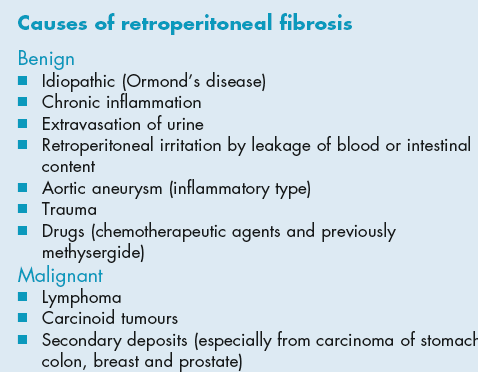 Causes of retroperitoneal fibrosis
Benign
■ Idiopathic (Ormond's disease)
■ Chronic inflammation
■ Extravasation of urine
■ Retroperitoneal irritation by leakage of blood or intestinal
content
■ Aortic aneurysm (inflammatory type)
■ Trauma
■ Drugs (chemotherapeutic agents and previously
methysergide)
Malignant
■ Lymphoma
■ Carcinoid tumours
■ Secondary deposits (especially from carcinoma of stomach
colon, breast and prostate)